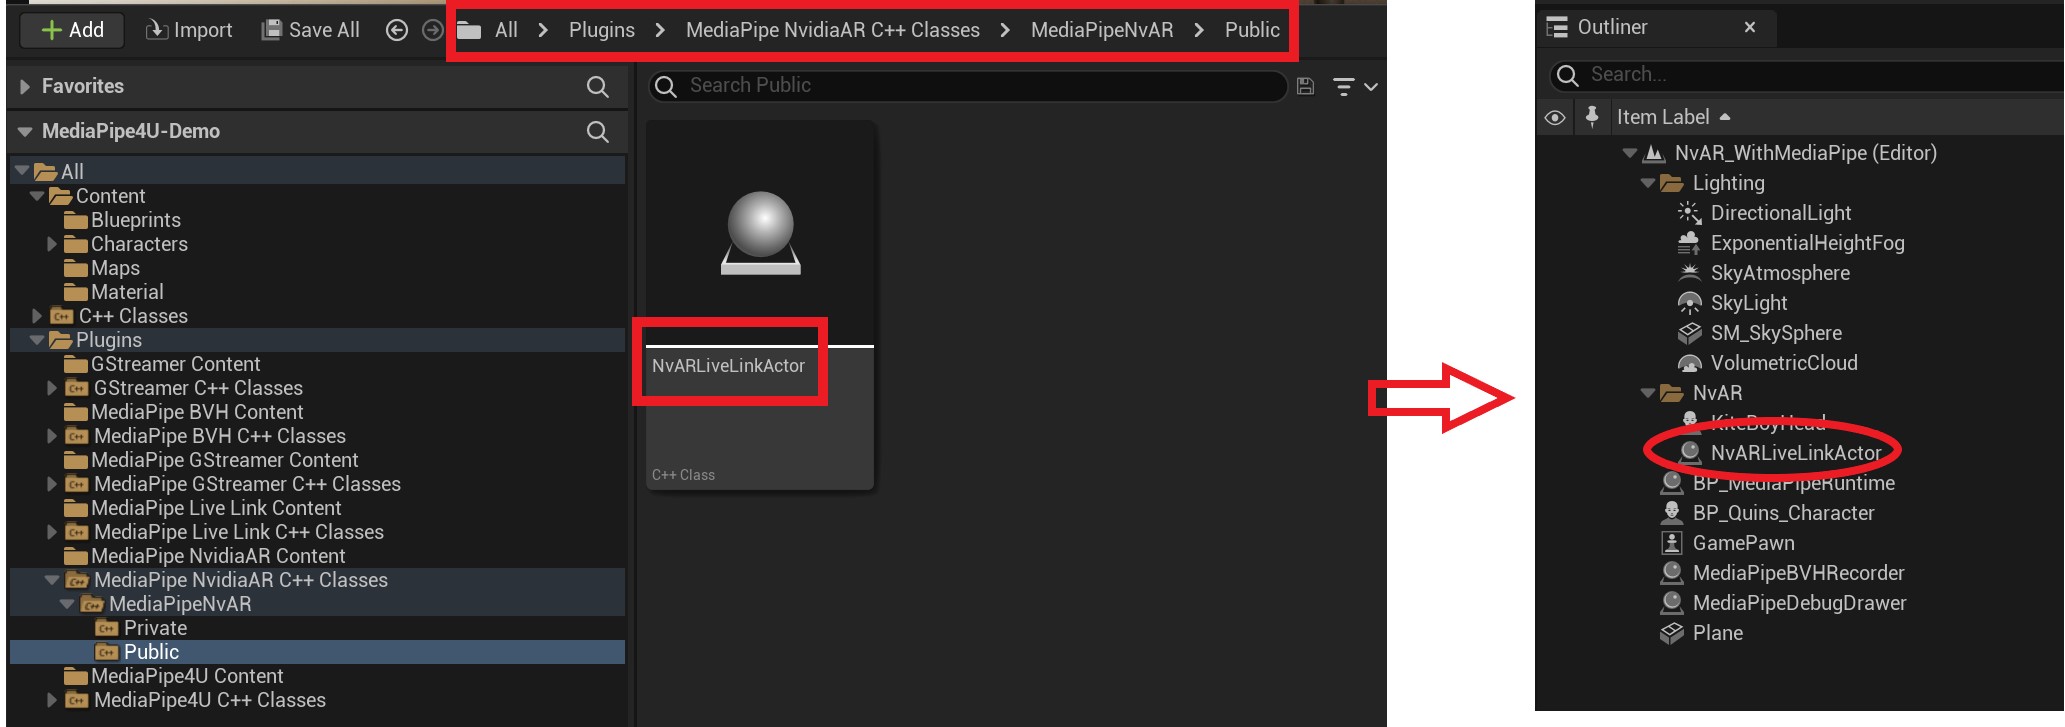 Add
Import
Save All
All > Plugins > MediaPipe NvidiaAR C++ Classes > MediaPipeNvAR > Public
Favorites
MediaPipe4U-Demo
All
Content
Blueprints
Characters
Maps
Material
C++ Classes
Plugins
GStreamer Content
GStreamer C++ Classes
MediaPipe BVH Content
MediaPipe BVH C++ Classes
MediaPipe GStreamer Content
MediaPipe GStreamer C++ Classes
MediaPipe Live Link Content
MediaPipe Live Link C++ Classes
MediaPipe NvidiaAR Content
MediaPipe NvidiaAR C++ Classes
MediaPipeNvAR
Private
Public
MediaPipe4U Content
MediaPipe4U C++ Classes
Search Public
NvARLiveLinkActor
C++ Class
Outliner
Search...
Item Label
NvAR_WithMediaPipe (Editor)
Lighting
DirectionalLight
ExponentialHeightFog
SkyAtmosphere
SkyLight
SM_SkySphere
VolumetricCloud
NvAR
KiteBoyHead
NvARLiveLinkActor
BP_MediaPipeRuntime
BP_Quins_Character
GamePawn
MediaPipeBVHRecorder
MediaPipeDebugDrawer
Plane